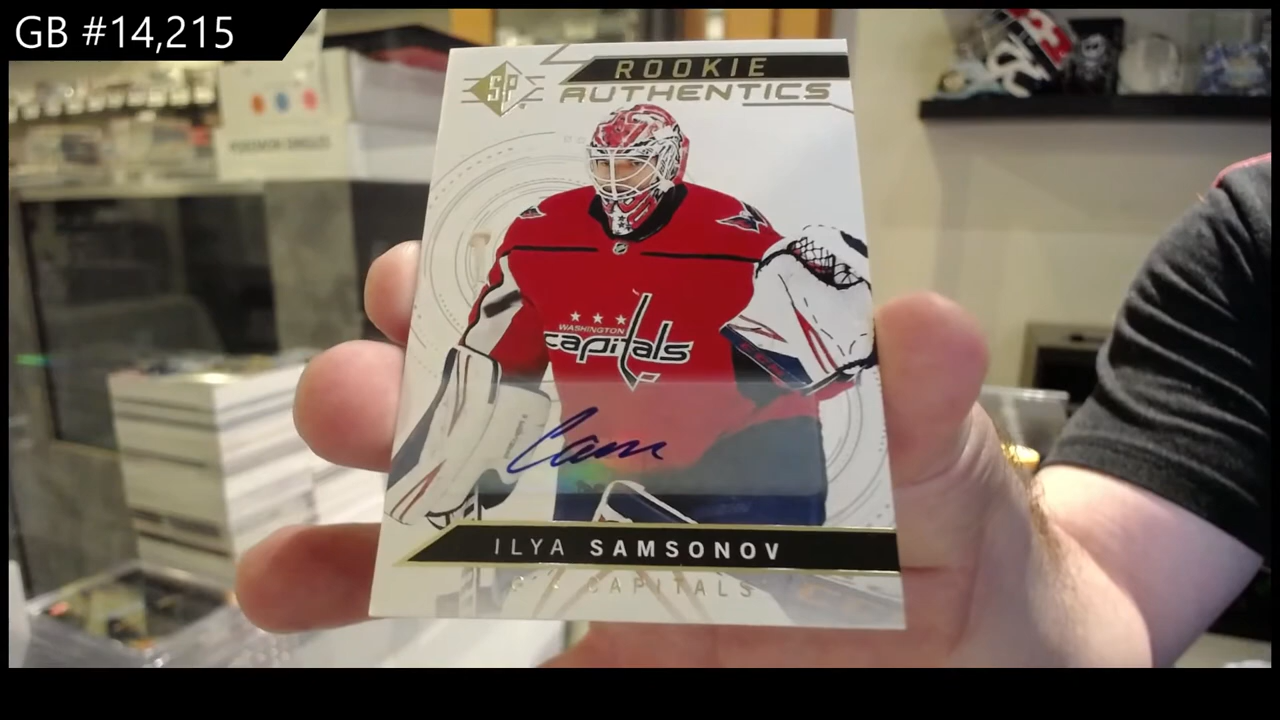 GB #14,215
ROOKIE
SP
AUTHENTICS
WASHINGTON
capitals
ILYA SAMSONOV
CAPITALS